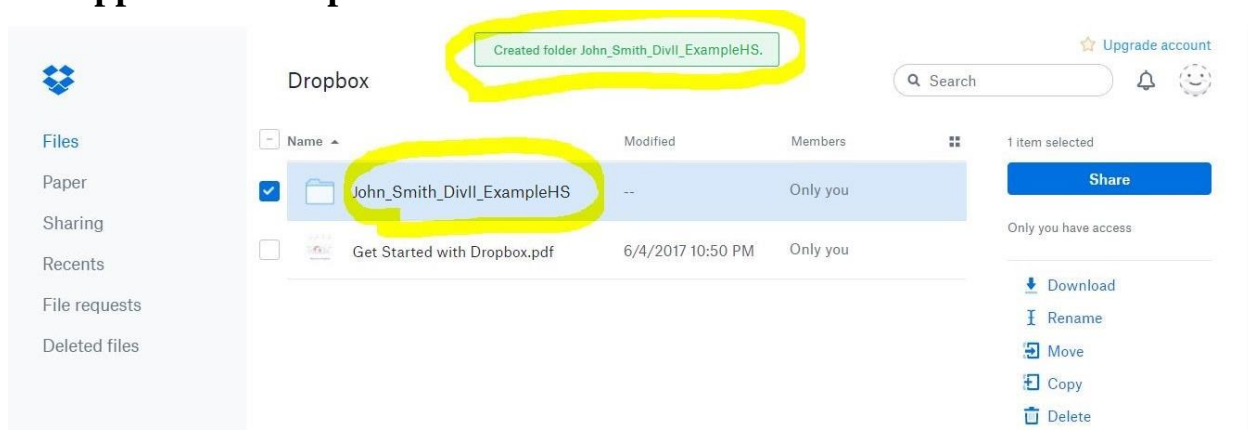 Created folder John_Smith_DivII_ExampleHS.
Upgrade account
Dropbox
Search
Files
Paper
Sharing
Recents
File requests
Deleted files
Name Modified Members
John_Smith_DivII_ExampleHS -- Only you
Get Started with Dropbox.pdf 6/4/2017 10:50 PM Only you
1 item selected
Share
Only you have access
Download
Rename
Move
Copy
Delete